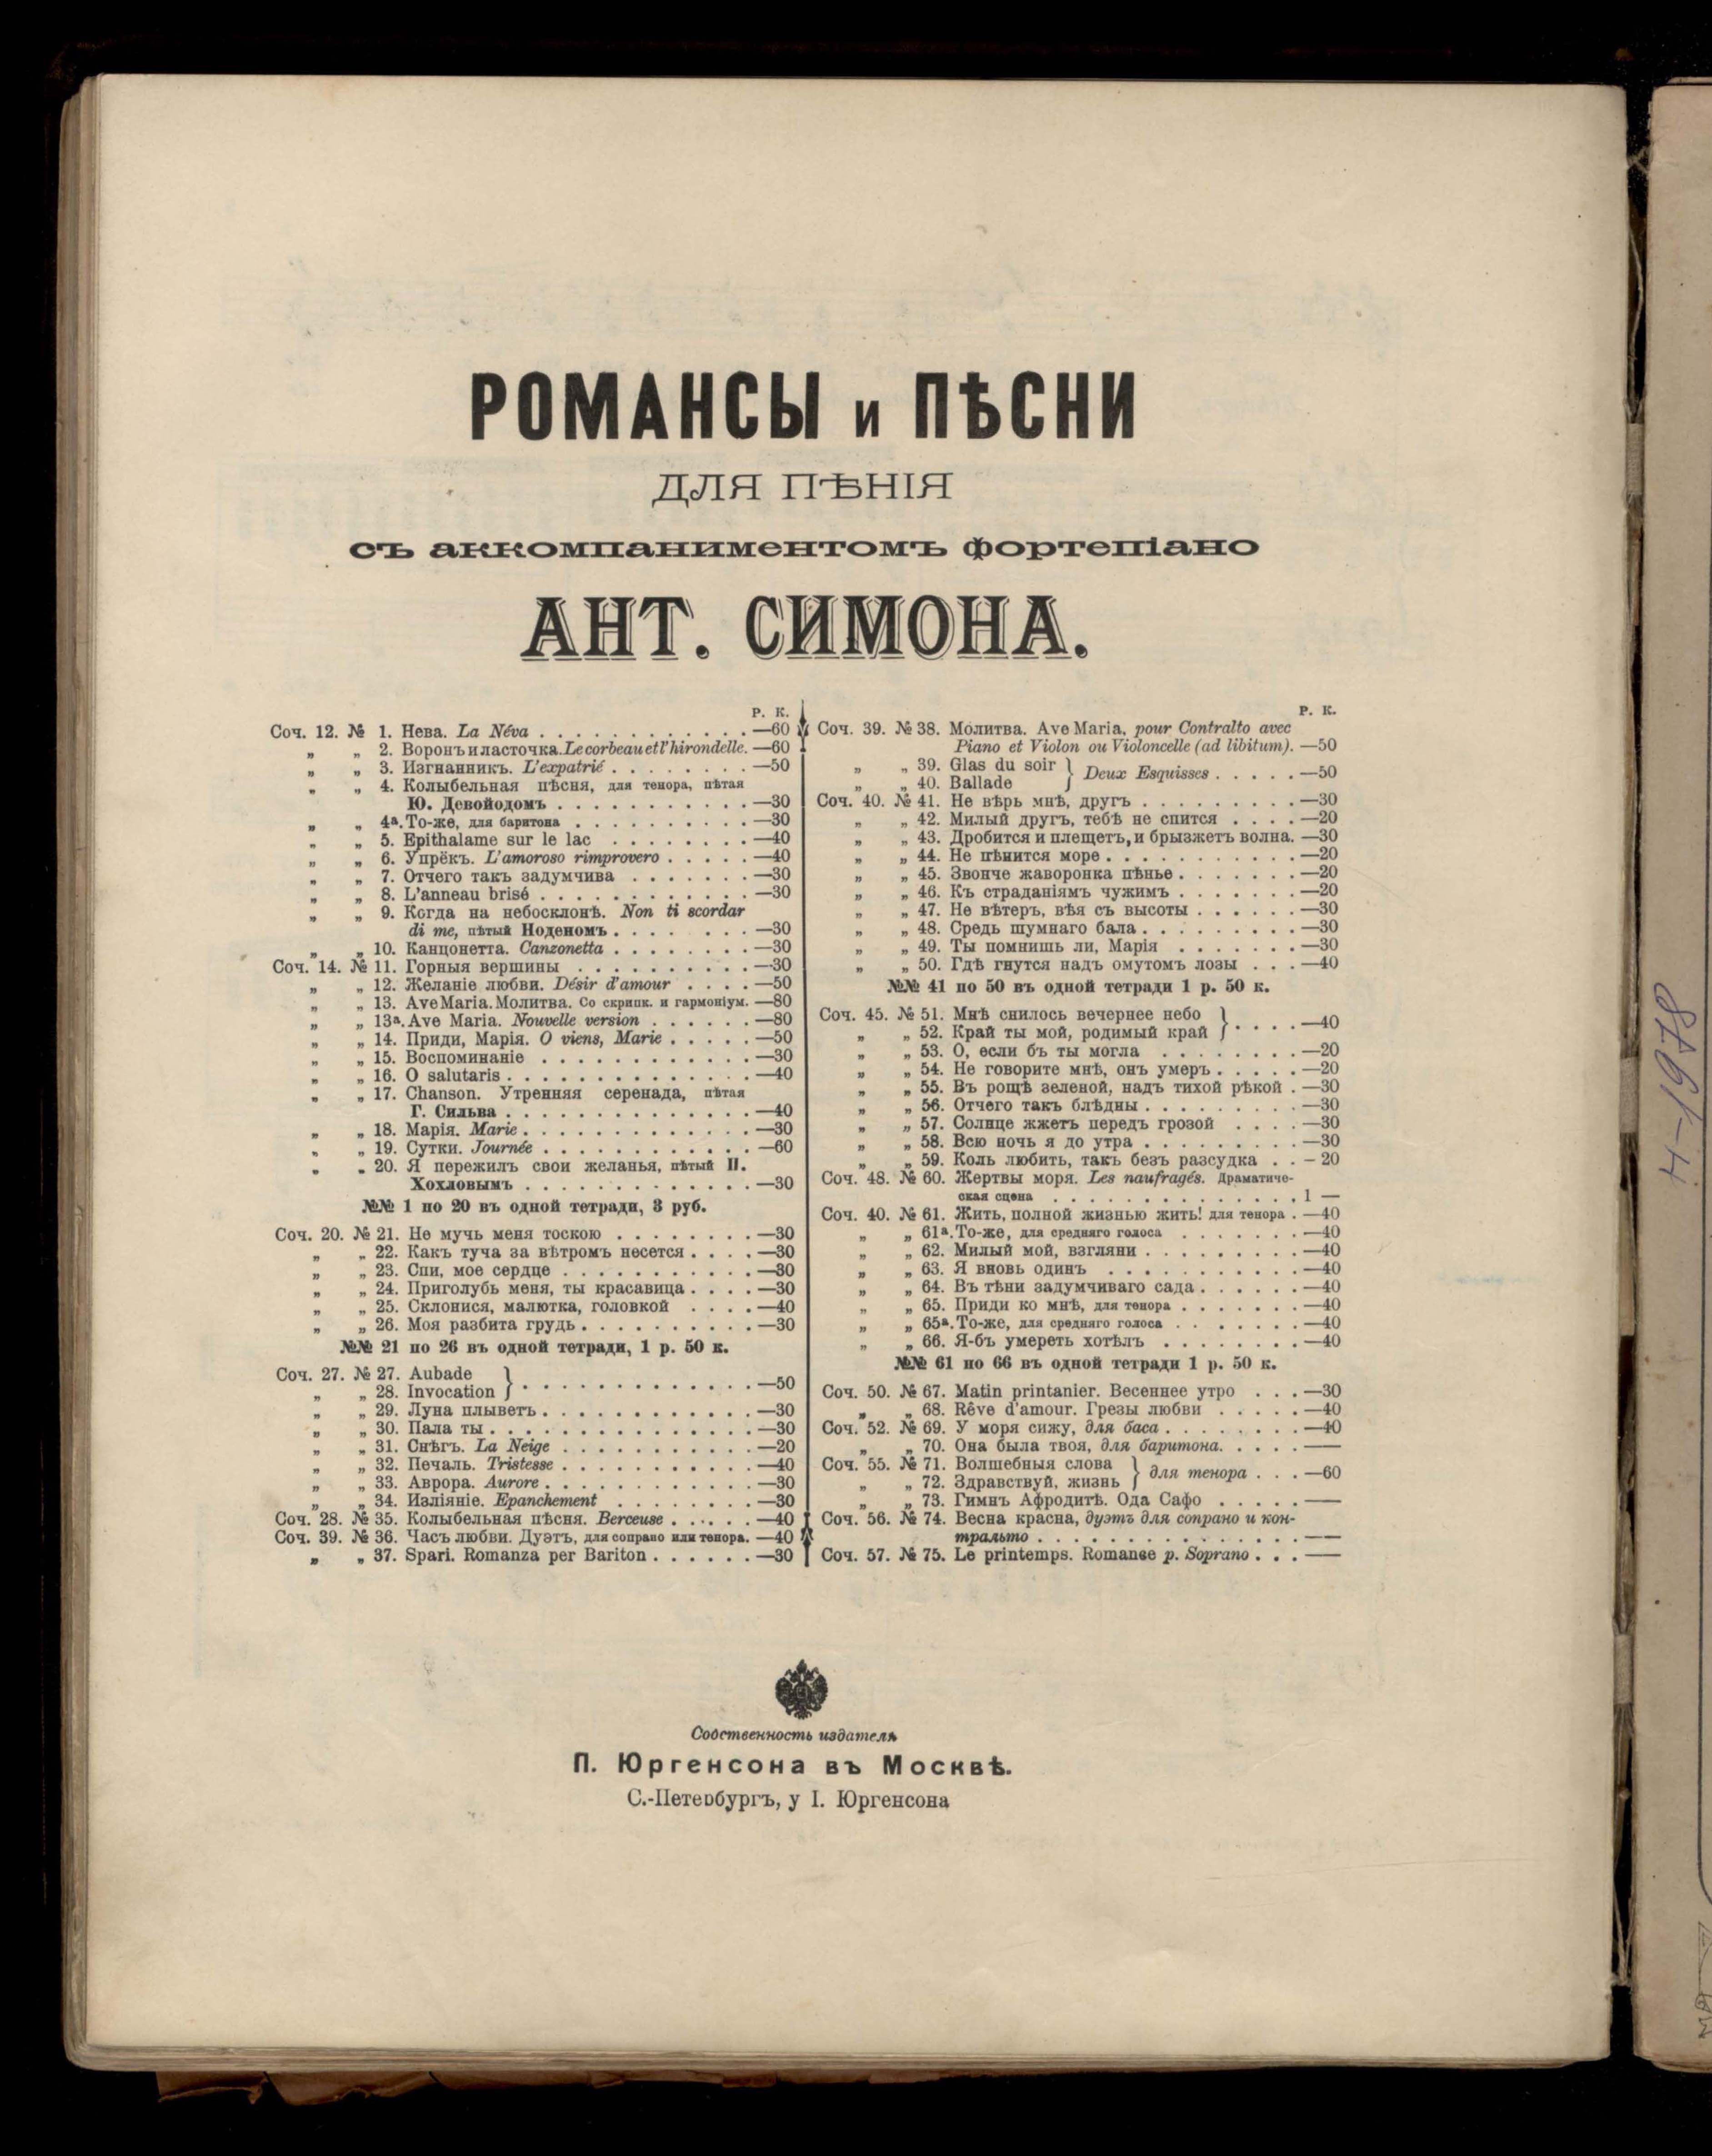 РОМАНСЫ и ПѢСНИ
ДЛЯ ПѢНІЯ
съ аккомпаниментомъ фортепіано
АНТ. СИМОНА.
Р. К.
Соч. 12. № 1. Нева. La Néva . . . . . . . . . . . . —60
„ „ 2. Воронъ и ласточка. Le corbeau et l'hirondelle. —60
„ „ 3. Изгнанникъ. L'expatrié . . . . . . . . —50
„ „ 4. Колыбельная пѣсня, для тенора, пѣтая
Ю. Девойодомъ . . . . . . . . . . . —30
„ „ 4а. То-же, для баритона . . . . . . . . . . —30
„ „ 5. Epithalame sur le lac . . . . . . . . —40
„ „ 6. Упрёкъ. L'amoroso rimprovero . . . . . —40
„ „ 7. Отчего такъ задумчива . . . . . . . —30
„ „ 8. L'anneau brisé . . . . . . . . . . . . —30
„ „ 9. Когда на небосклонѣ. Non ti scordar
di me, пѣтый Ноденомъ . . . . . . . —30
„ „ 10. Канцонетта. Canzonetta . . . . . . . . —30
Соч. 14. № 11. Горныя вершины . . . . . . . . . . —30
„ „ 12. Желаніе любви. Désir d'amour . . . . —50
„ „ 13. Ave Maria. Молитва. Со скрипк. и гармоніум. —80
„ „ 13а. Ave Maria. Nouvelle version . . . . . . —80
„ „ 14. Приди, Марія. O viens, Marie . . . . . —50
„ „ 15. Воспоминаніе . . . . . . . . . . . . —30
„ „ 16. O salutaris . . . . . . . . . . . . . . —40
„ „ 17. Chanson. Утренняя серенада, пѣтая
Г. Сильва . . . . . . . . . . . . . . —40
„ „ 18. Марія. Marie . . . . . . . . . . . . . —30
„ „ 19. Сутки. Journée . . . . . . . . . . . . —60
„ „ 20. Я пережилъ свои желанья, пѣтый П.
Хохловымъ . . . . . . . . . . . . . —30
№№ 1 по 20 въ одной тетради, 3 руб.
Соч. 20. № 21. Не мучь меня тоскою . . . . . . . . —30
„ „ 22. Какъ туча за вѣтромъ несется . . . . —30
„ „ 23. Спи, мое сердце . . . . . . . . . . . —30
„ „ 24. Приголубь меня, ты красавица . . . . —30
„ „ 25. Склонися, малютка, головкой . . . . —40
„ „ 26. Моя разбита грудь . . . . . . . . . . —30
№№ 21 по 26 въ одной тетради, 1 р. 50 к.
Соч. 27. № 27. Aubade
„ „ 28. Invocation } . . . . . . . . . . . . . —50
„ „ 29. Луна плыветъ . . . . . . . . . . . . —30
„ „ 30. Пала ты . . . . . . . . . . . . . . . —30
„ „ 31. Снѣгъ. La Neige . . . . . . . . . . . —20
„ „ 32. Печаль. Tristesse . . . . . . . . . . . —40
„ „ 33. Аврора. Aurore . . . . . . . . . . . . —30
„ „ 34. Изліяніе. Epanchement . . . . . . . . —30
Соч. 28. № 35. Колыбельная пѣсня. Berceuse . . . . . —40
Соч. 39. № 36. Часъ любви. Дуэтъ, для сопрано или тенора. —40
„ „ 37. Spari. Romanza per Bariton . . . . . . —30
Р. К.
Соч. 39. № 38. Молитва. Ave Maria, pour Contralto avec
Piano et Violon ou Violoncelle (ad libitum). —50
„ „ 39. Glas du soir
„ „ 40. Ballade } Deux Esquisses . . . . . —50
Соч. 40. № 41. Не вѣрь мнѣ, другъ . . . . . . . . . —30
„ „ 42. Милый другъ, тебѣ не спится . . . . —20
„ „ 43. Дробится и плещетъ, и брызжетъ волна. —30
„ „ 44. Не пѣнится море . . . . . . . . . . . —20
„ „ 45. Звонче жаворонка пѣнье . . . . . . . —20
„ „ 46. Къ страданіямъ чужимъ . . . . . . . —20
„ „ 47. Не вѣтеръ, вѣя съ высоты . . . . . . —30
„ „ 48. Средь шумнаго бала . . . . . . . . . —30
„ „ 49. Ты помнишь ли, Марія . . . . . . . —30
„ „ 50. Гдѣ гнутся надъ омутомъ лозы . . . —40
№№ 41 по 50 въ одной тетради 1 р. 50 к.
Соч. 45. № 51. Мнѣ снилось вечернее небо
„ „ 52. Край ты мой, родимый край } . . . . —40
„ „ 53. О, если бъ ты могла . . . . . . . . —20
„ „ 54. Не говорите мнѣ, онъ умеръ . . . . . —20
„ „ 55. Въ рощѣ зеленой, надъ тихой рѣкой . —30
„ „ 56. Отчего такъ блѣдны . . . . . . . . . —30
„ „ 57. Солнце жжетъ передъ грозой . . . . —30
„ „ 58. Всю ночь я до утра . . . . . . . . . —30
„ „ 59. Коль любить, такъ безъ разсудка . . —20
Соч. 48. № 60. Жертвы моря. Les naufragés. Драматиче-
ская сцена . . . . . . . . . . . . . . 1 —
Соч. 40. № 61. Жить, полной жизнью жить! для тенора . —40
„ „ 61а. То-же, для средняго голоса . . . . . . . —40
„ „ 62. Милый мой, взгляни . . . . . . . . . —40
„ „ 63. Я вновь одинъ . . . . . . . . . . . —40
„ „ 64. Въ тѣни задумчиваго сада . . . . . . —40
„ „ 65. Приди ко мнѣ, для тенора . . . . . . . —40
„ „ 65а. То-же, для средняго голоса . . . . . . . —40
„ „ 66. Я-бъ умереть хотѣлъ . . . . . . . . —40
№№ 61 по 66 въ одной тетради 1 р. 50 к.
Соч. 50. № 67. Matin printanier. Весеннее утро . . . —30
„ „ 68. Rêve d'amour. Грезы любви . . . . . —40
Соч. 52. № 69. У моря сижу, для баса . . . . . . . . —40
„ „ 70. Она была твоя, для баритона. . . . . ——
Соч. 55. № 71. Волшебныя слова
„ „ 72. Здравствуй, жизнь } для тенора . . . —60
„ „ 73. Гимнъ Афродитѣ. Ода Сафо . . . . . ——
Соч. 56. № 74. Весна красна, дуэтъ для сопрано и кон-
тральто . . . . . . . . . . . . . . . ——
Соч. 57. № 75. Le printemps. Romanse p. Soprano . . . ——
Собственность издателя
П. Юргенсона въ Москвѣ.
С.-Петербургъ, у І. Юргенсона
Н-1978